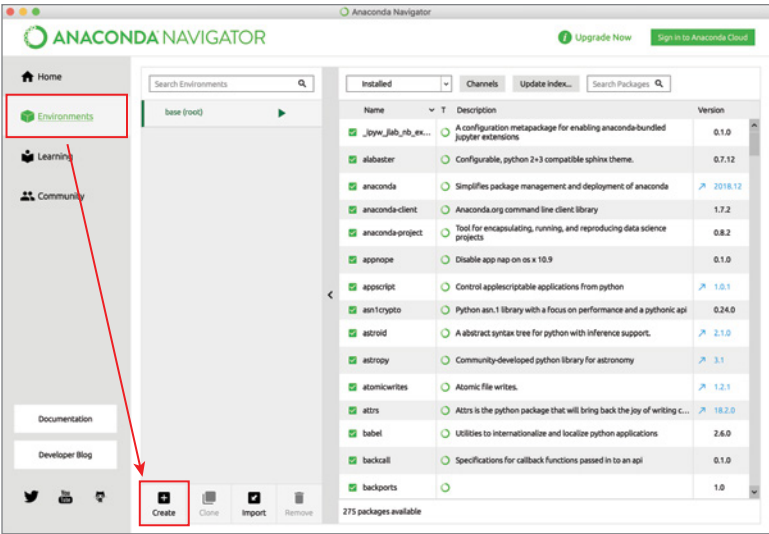 Anaconda Navigator
ANACONDA NAVIGATOR
Upgrade Now
Sign in to Anaconda Cloud
Home
Environments
Learning
Community
Documentation
Developer Blog
You
Tube
Search Environments
base (root)
Create
Clone
Import
Remove
Installed
Channels
Update index...
Search Packages
Name T Description Version
_ipyw_jlab_nb_ex... A configuration metapackage for enabling anaconda-bundled
jupyter extensions 0.1.0
alabaster Configurable, python 2+3 compatible sphinx theme. 0.7.12
anaconda Simplifies package management and deployment of anaconda 2018.12
anaconda-client Anaconda.org command line client library 1.7.2
anaconda-project Tool for encapsulating, running, and reproducing data science
projects 0.8.2
appnope Disable app nap on os x 10.9 0.1.0
appscript Control applescriptable applications from python 1.0.1
asn1crypto Python asn.1 library with a focus on performance and a pythonic api 0.24.0
astroid A abstract syntax tree for python with inference support. 2.1.0
astropy Community-developed python library for astronomy 3.1
atomicwrites Atomic file writes. 1.2.1
attrs Attrs is the python package that will bring back the joy of writing c... 18.2.0
babel Utilities to internationalize and localize python applications 2.6.0
backcall Specifications for callback functions passed in to an api 0.1.0
backports 1.0
275 packages available